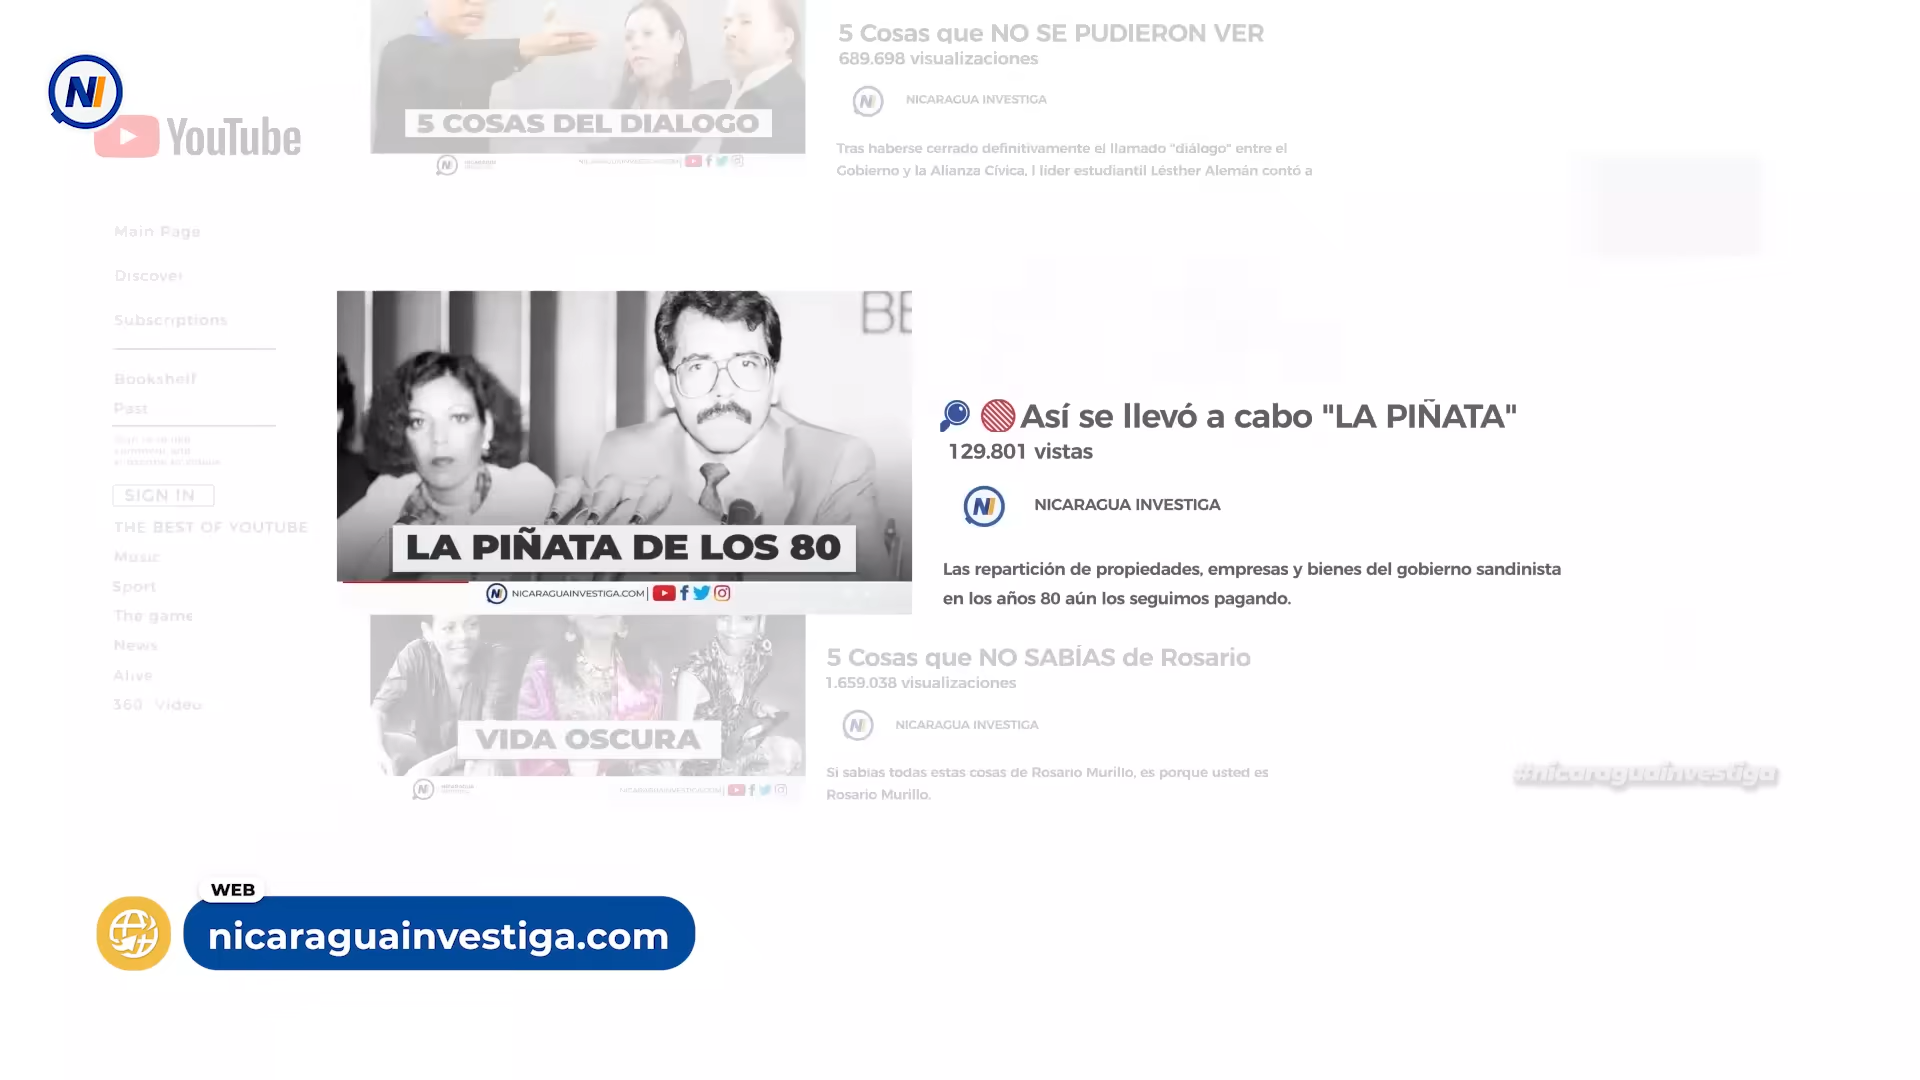 NI
YouTube
5 COSAS DEL DIALOGO
5 Cosas que NO SE PUDIERON VER
689.698 visualizaciones
NICARAGUA INVESTIGA
Tras haberse cerrado definitivamente el llamado "diálogo" entre el
Gobierno y la Alianza Cívica, l líder estudiantil Lésther Alemán contó a
Main Page
Discover
Subscriptions
Bookshelf
Past
SIGN IN
THE BEST OF YOUTUBE
Music
Sport
The game
News
Alive
360 Video
BE
LA PIÑATA DE LOS 80
NICARAGUAINVESTIGA.COM|
Así se llevó a cabo "LA PIÑATA"
129.801 vistas
NICARAGUA INVESTIGA
Las repartición de propiedades, empresas y bienes del gobierno sandinista
en los años 80 aún los seguimos pagando.
VIDA OSCURA
NICARAGUAINVESTIGA.COM|
5 Cosas que NO SABÍAS de Rosario
1.659.038 visualizaciones
NICARAGUA INVESTIGA
Si sabías todas estas cosas de Rosario Murillo, es porque usted es
Rosario Murillo.
#nicaraguainvestiga
WEB
nicaraguainvestiga.com